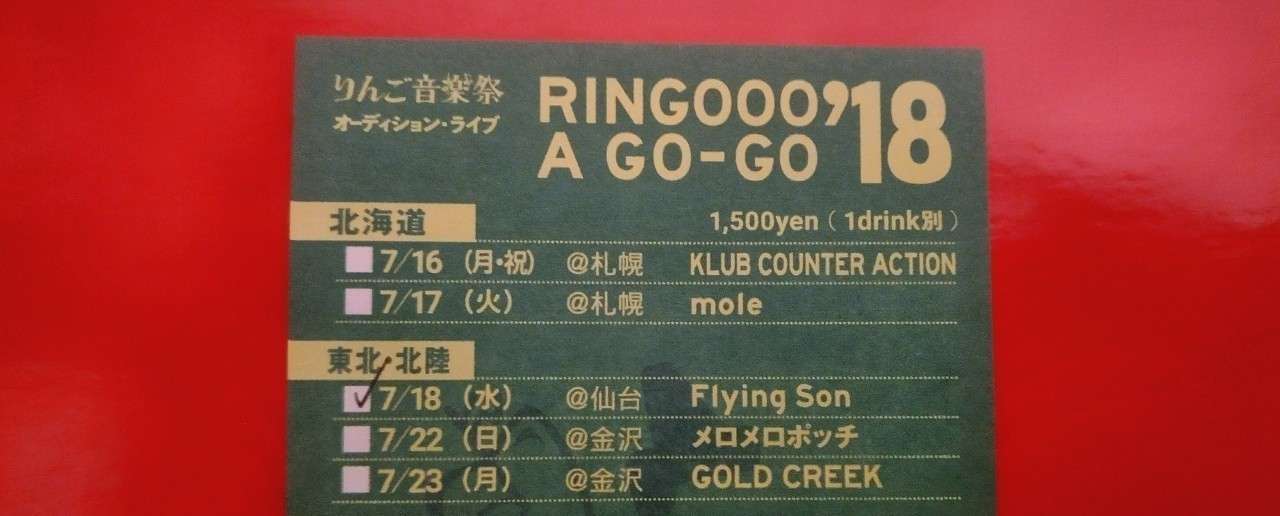 りんご音楽祭
オーディション・ライブ
RINGOOO
A GO-GO
'18
北海道
1,500yen（1drink別）
7/16（月・祝）@札幌 KLUB COUNTER ACTION
7/17（火）@札幌 mole
東北・北陸
7/18（水）@仙台 Flying Son
7/22（日）@金沢 メロメロポッチ
7/23（月）@金沢 GOLD CREEK